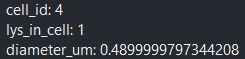 cell_id: 4
lys_in_cell: 1
diameter_um: 0.4899999797344208